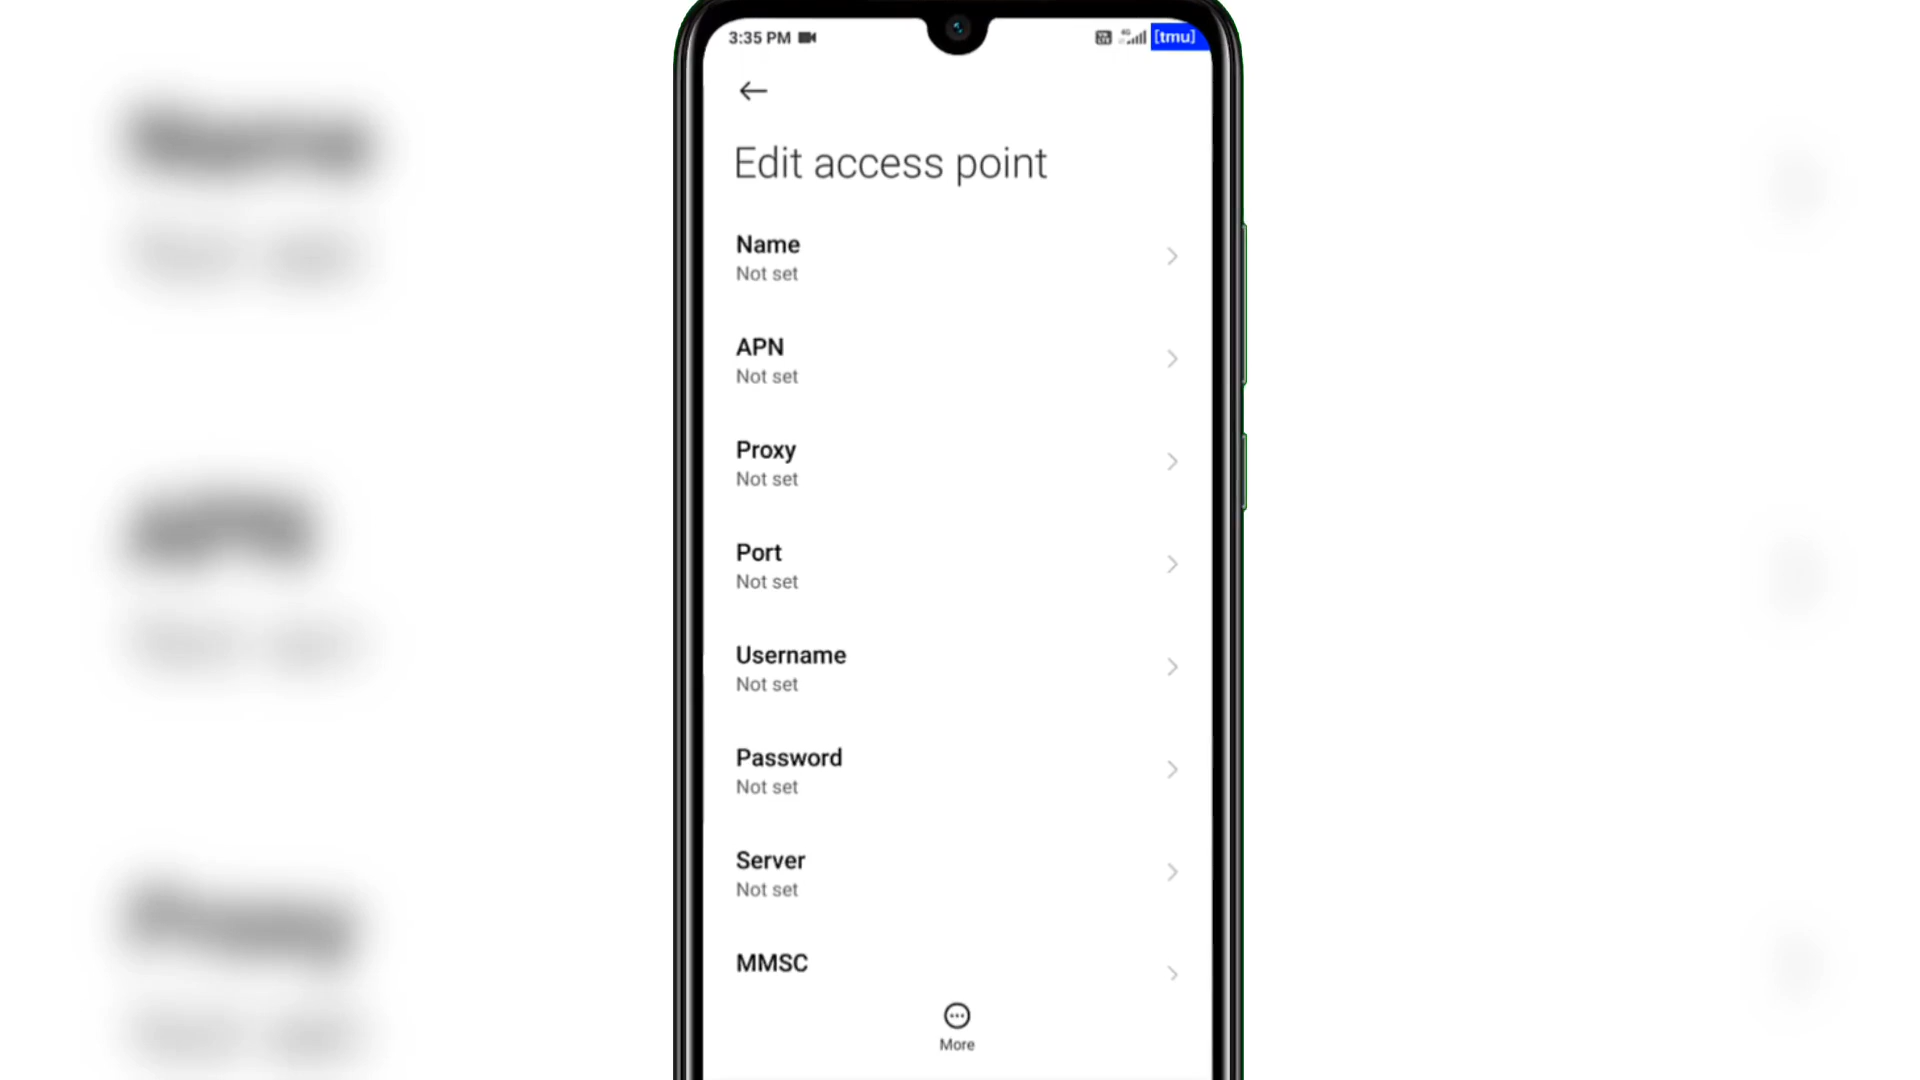 3:35 PM
4G [tmu]
Edit access point
Name
Not set
APN
Not set
Proxy
Not set
Port
Not set
Username
Not set
Password
Not set
Server
Not set
MMSC
More